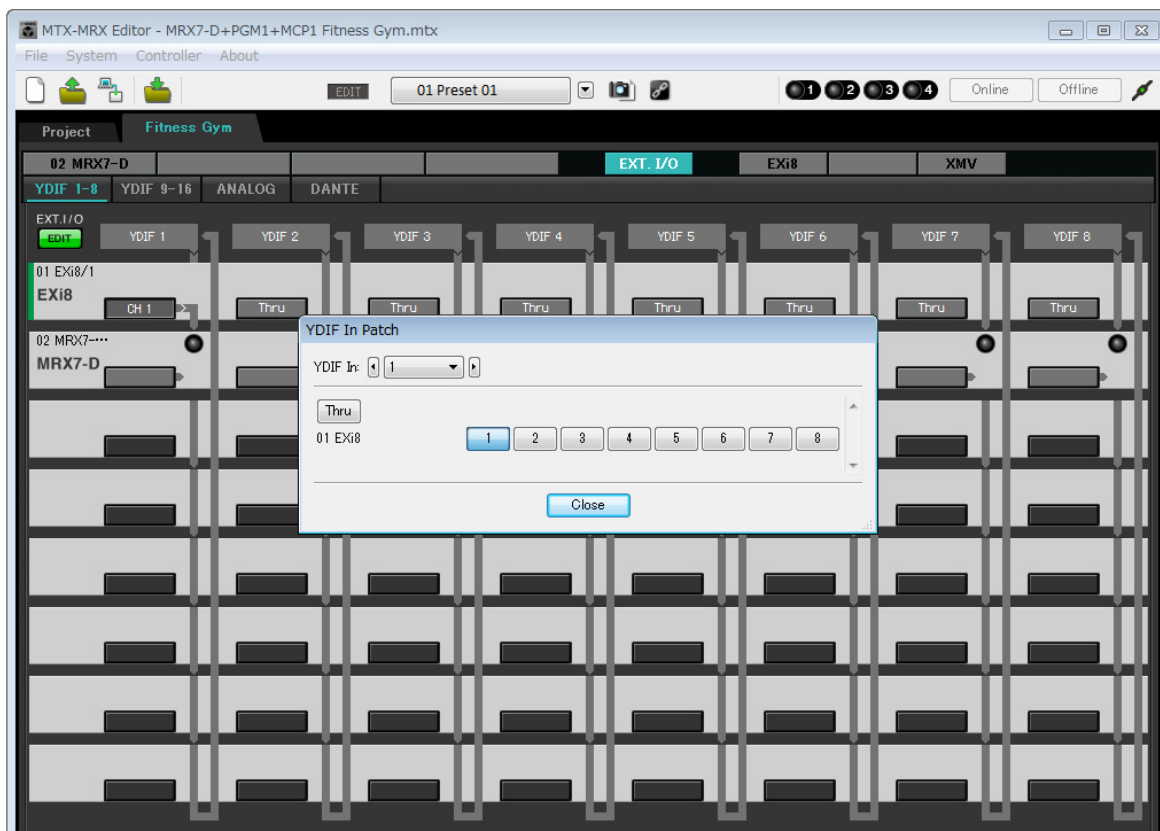 MTX-MRX Editor - MRX7-D+PGM1+MCP1 Fitness Gym.mtx
File System Controller About
EDIT 01 Preset 01 1 2 3 4 Online Offline
Project Fitness Gym
02 MRX7-D EXT. I/O EXi8 XMV
YDIF 1-8 YDIF 9-16 ANALOG DANTE
EXT.I/O
EDIT YDIF 1 YDIF 2 YDIF 3 YDIF 4 YDIF 5 YDIF 6 YDIF 7 YDIF 8
01 EXi8/1
EXi8
CH 1 Thru Thru Thru Thru Thru Thru Thru
YDIF In Patch
02 MRX7-···
MRX7-D
YDIF In: 1
Thru
01 EXi8 1 2 3 4 5 6 7 8
Close